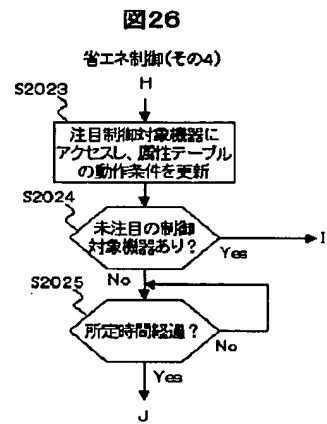 図26
省エネ制御(その4)
H
S2023
注目制御対象機器に
アクセスし、属性テーブル
の動作条件を更新
S2024
未注目の制御
対象機器あり?
I
Yes
No
S2025
所定時間経過?
No
Yes
J